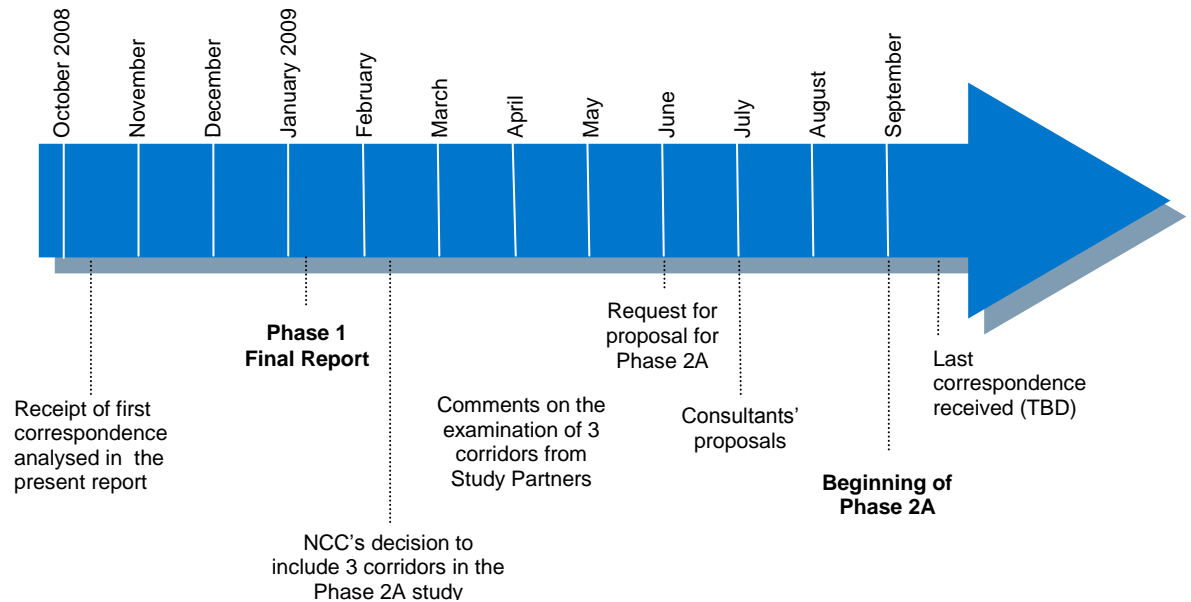 October 2008
November
December
January 2009
February
March
April
May
June
July
August
September
Receipt of first
correspondence
analysed in the
present report
Phase 1
Final Report
NCC’s decision to
include 3 corridors in the
Phase 2A study
Comments on the
examination of 3
corridors from
Study Partners
Request for
proposal for
Phase 2A
Consultants’
proposals
Beginning of
Phase 2A
Last
correspondence
received (TBD)